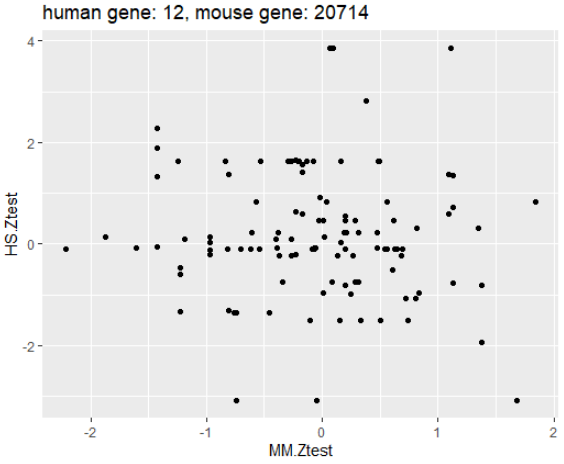 human gene: 12, mouse gene: 20714
4
2
0
-2
HS.Ztest
-2 -1 0 1 2
MM.Ztest